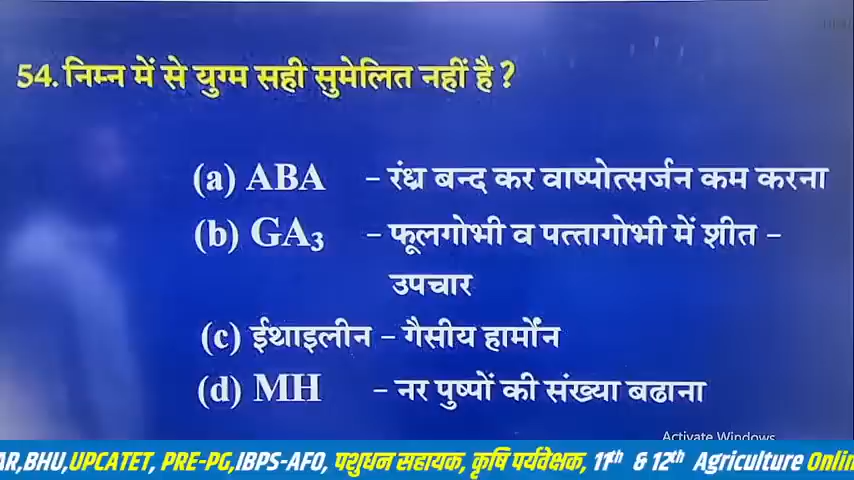 54. निम्न में से युग्म सही सुमेलित नहीं है ?
(a) ABA – रंध्र बन्द कर वाष्पोत्सर्जन कम करना
(b) GA₃ – फूलगोभी व पत्तागोभी में शीत –
उपचार
(c) ईथाइलीन – गैसीय हार्मोंन
(d) MH – नर पुष्पों की संख्या बढाना
Activate Windows
AR,BHU,UPCATET, PRE-PG,IBPS-AFO, पशुधन सहायक, कृषि पर्यवेक्षक, 11th & 12th Agriculture Onlin